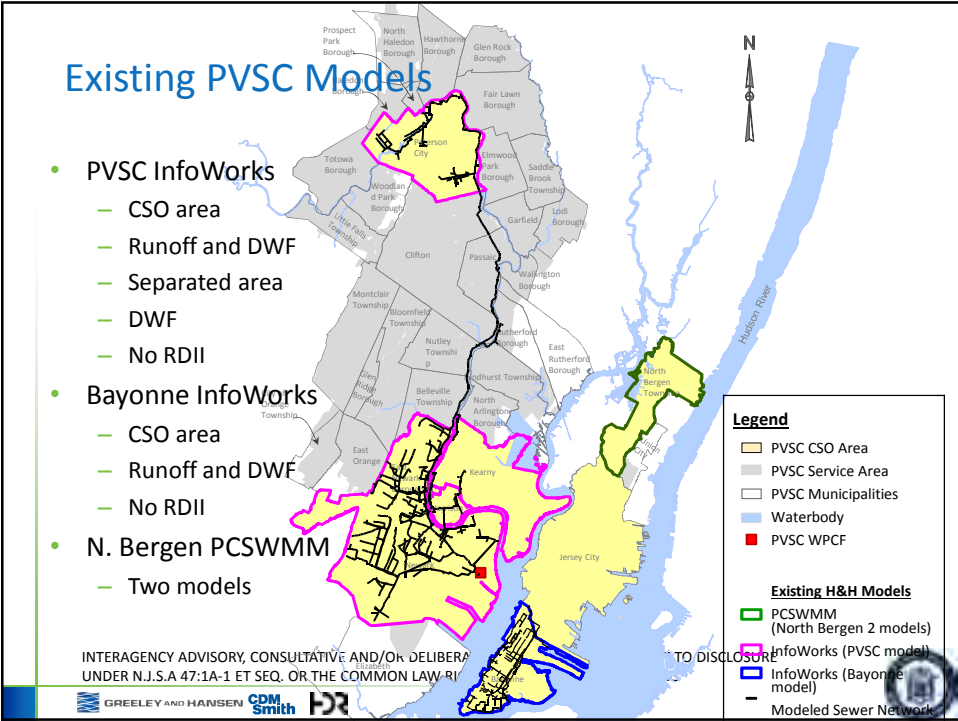 Existing PVSC Models
• PVSC InfoWorks
– CSO area
– Runoff and DWF
– Separated area
– DWF
– No RDII
• Bayonne InfoWorks
– CSO area
– Runoff and DWF
– No RDII
• N. Bergen PCSWMM
– Two models
Prospect
Park
Borough
North
Haledon
Borough
Hawthorne
Borough
Glen Rock
Borough
Borough
Fair Lawn
Borough
City
Totowa
Borough
Elmwood
Park
Borough
Saddle
Brook
Township
Woodlan
d Park
Borough
Little Falls
Township
Garfield
Lodi
Borough
Clifton
Passaic
Wallington
Borough
Montclair
Township
Bloomfield
Township
Nutley
Townshi
p
Borough
East
Rutherford
Borough
Township
Glen
Ridge
Borough
Township
Belleville
Township
North
Arlington
Borough
East
Orange
Kearny
North
Bergen
Union
City
Jersey City
Elizabeth
Hudson River
N
Legend
PVSC CSO Area
PVSC Service Area
PVSC Municipalities
Waterbody
PVSC WPCF
Existing H&H Models
PCSWMM
(North Bergen 2 models)
InfoWorks (PVSC model)
InfoWorks (Bayonne
model)
Modeled Sewer Network
INTERAGENCY ADVISORY, CONSULTATIVE AND/OR DELIBERA TO DISCLOSURE
UNDER N.J.S.A 47:1A-1 ET SEQ. OR THE COMMON LAW RI
GREELEY AND HANSEN
CDM
Smith
HDR